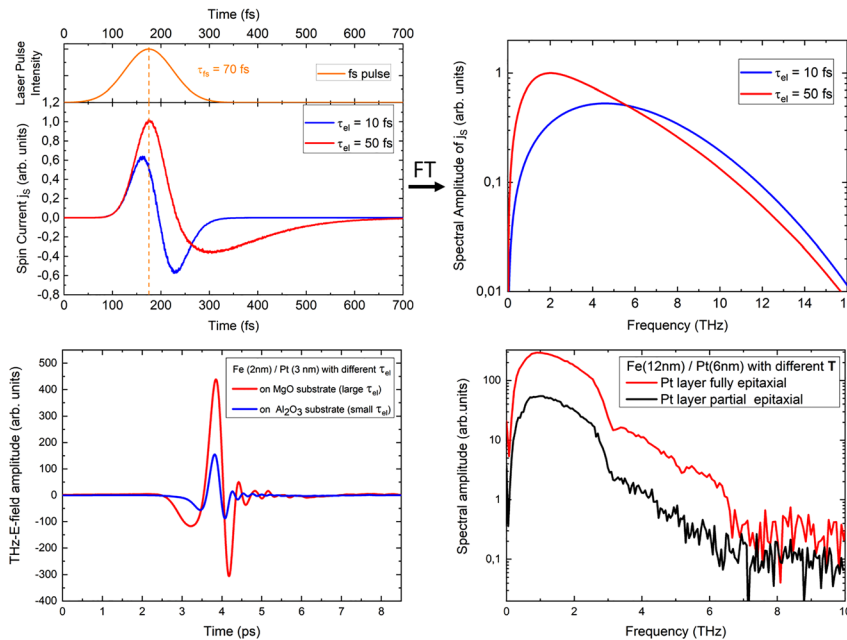 Time (fs)
0 100 200 300 400 500 600 700
Laser Pulse
Intensity
τfs = 70 fs
fs pulse
1,2
1,0
0,8
0,6
0,4
0,2
0,0
-0,2
-0,4
-0,6
-0,8
Spin Current jS (arb. units)
τel = 10 fs
τel = 50 fs
0 100 200 300 400 500 600 700
Time (fs)
FT
Spectral Amplitude of jS (arb. units)
1
0,1
0,01
τel = 10 fs
τel = 50 fs
0 2 4 6 8 10 12 14 16
Frequency (THz)
THz-E-field amplitude (arb. units)
500
400
300
200
100
0
-100
-200
-300
-400
Fe (2nm) / Pt (3 nm) with different τel
on MgO substrate (large τel)
on Al2O3 substrate (small τel)
0 1 2 3 4 5 6 7 8
Time (ps)
Spectral amplitude (arb.units)
100
10
1
0,1
Fe(12nm) / Pt(6nm) with different T
Pt layer fully epitaxial
Pt layer partial epitaxial
0 2 4 6 8 10
Frequency (THz)